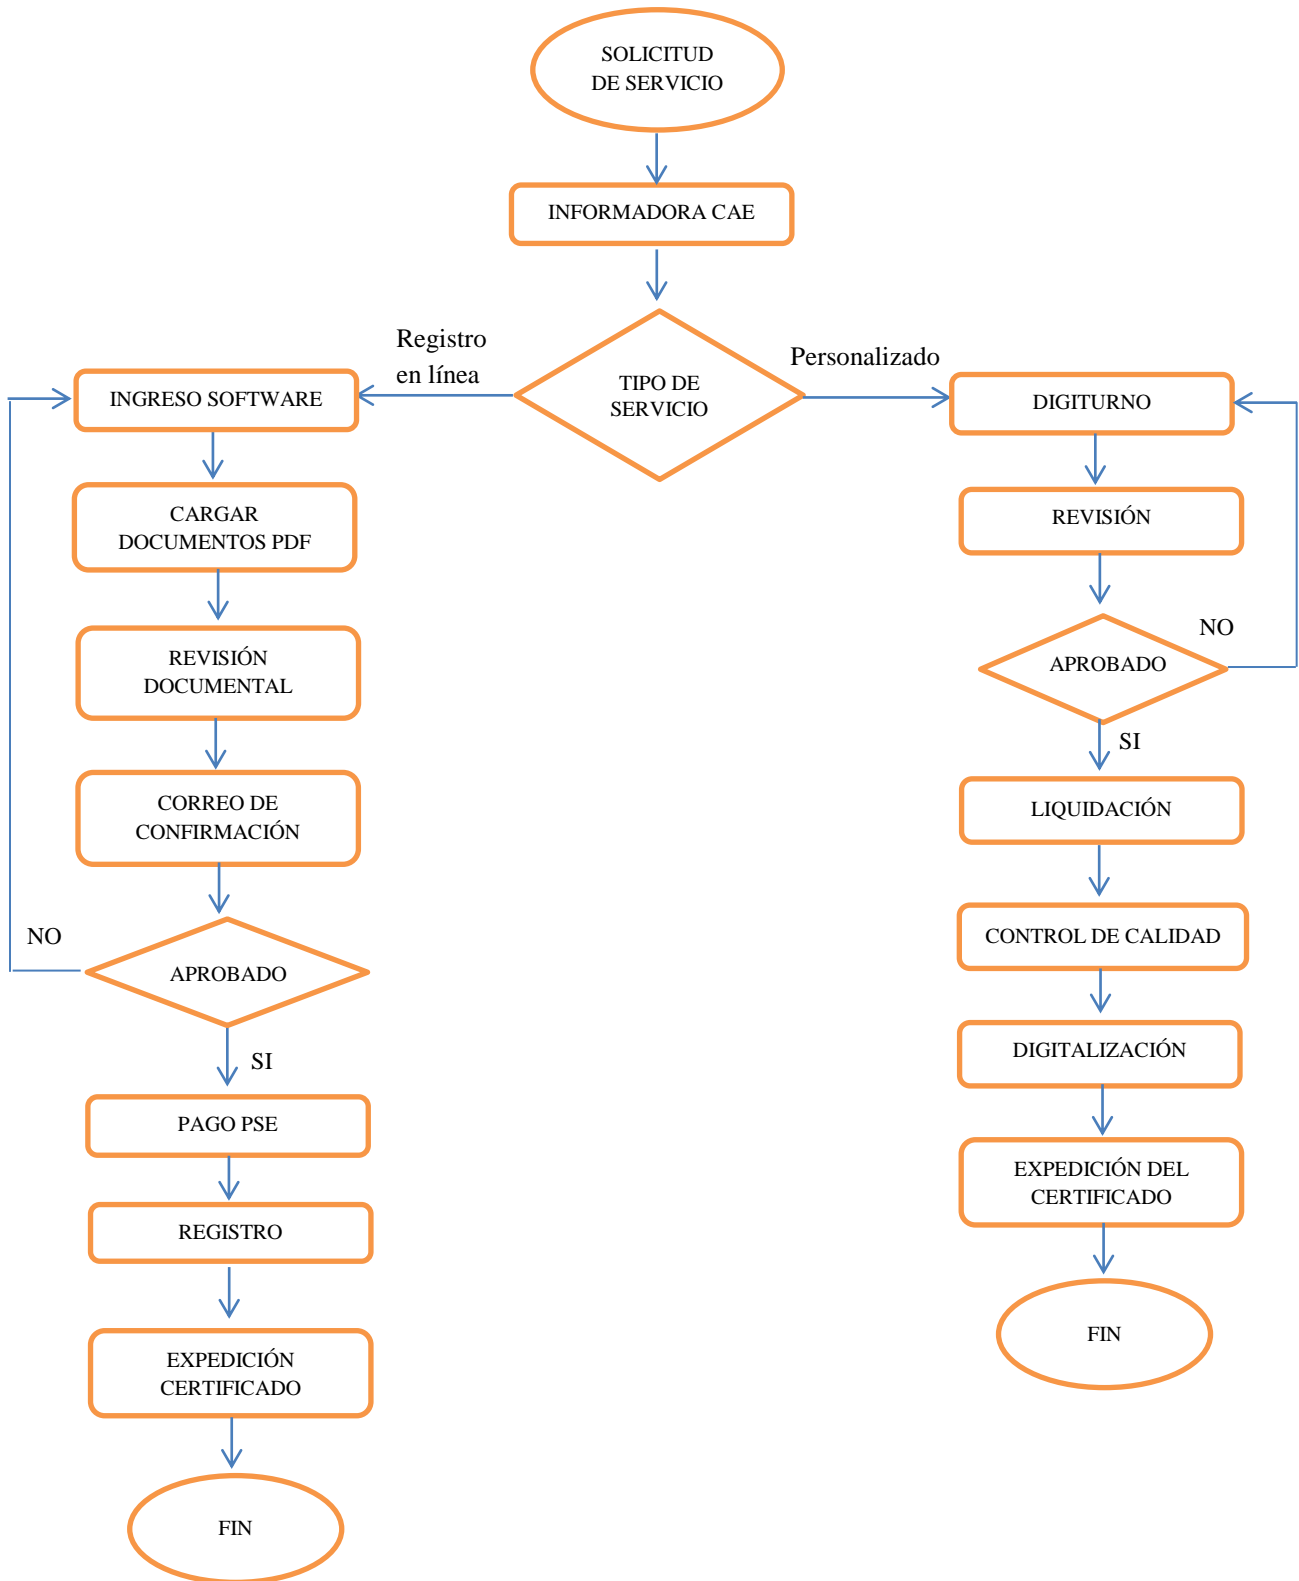 SOLICITUD
DE SERVICIO
INFORMADORA CAE
TIPO DE
SERVICIO
Registro
en línea
INGRESO SOFTWARE
CARGAR
DOCUMENTOS PDF
REVISIÓN
DOCUMENTAL
CORREO DE
CONFIRMACIÓN
APROBADO
NO
SI
PAGO PSE
REGISTRO
EXPEDICIÓN
CERTIFICADO
FIN
Personalizado
DIGITURNO
REVISIÓN
APROBADO
NO
SI
LIQUIDACIÓN
CONTROL DE CALIDAD
DIGITALIZACIÓN
EXPEDICIÓN DEL
CERTIFICADO
FIN